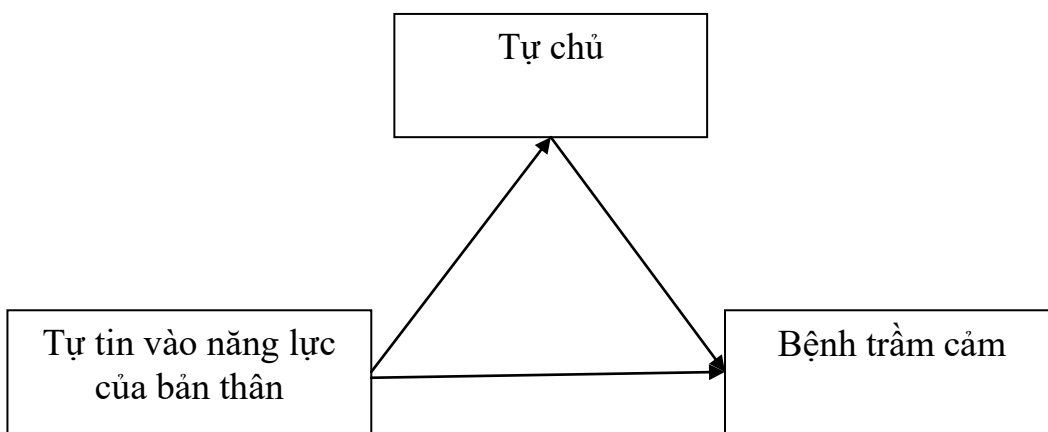 Tự chủ
Tự tin vào năng lực
của bản thân
Bệnh trầm cảm